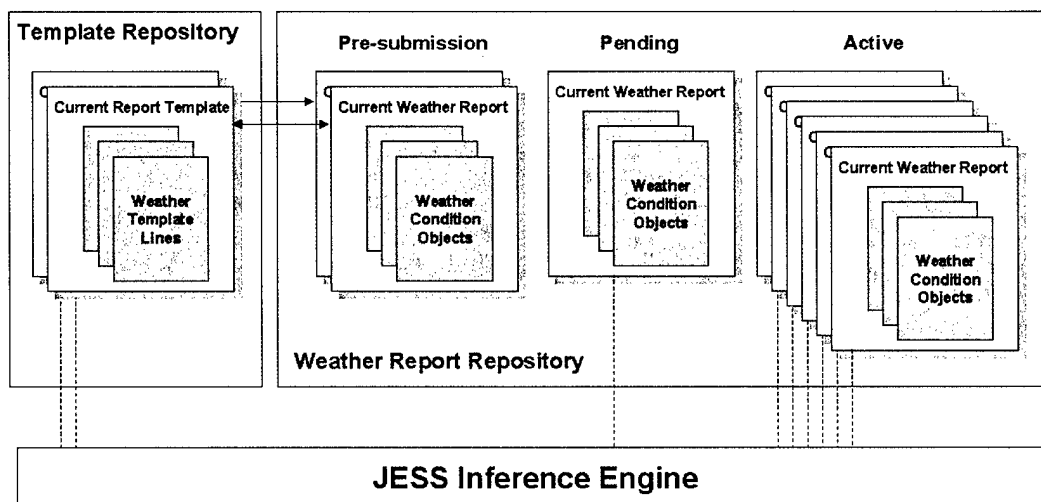 Template Repository
Current Report Template
Weather
Template
Lines
Pre-submission
Current Weather Report
Weather
Condition
Objects
Pending
Current Weather Report
Weather
Condition
Objects
Active
Current Weather Report
Weather
Condition
Objects
Weather Report Repository
JESS Inference Engine